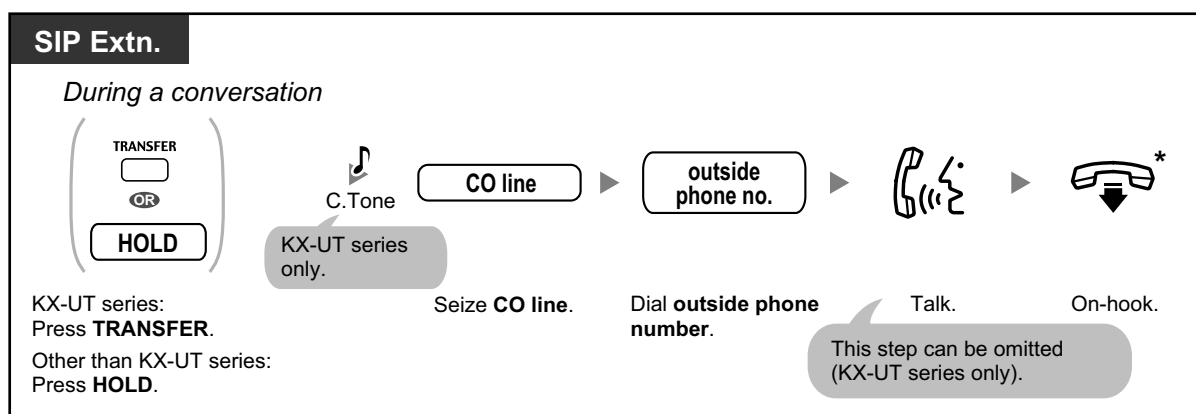 SIP Extn.
During a conversation
TRANSFER
OR
HOLD
C.Tone
KX-UT series
only.
CO line
outside
phone no.
*
KX-UT series:
Press TRANSFER.
Other than KX-UT series:
Press HOLD.
Seize CO line.
Dial outside phone
number.
Talk.
This step can be omitted
(KX-UT series only).
On-hook.